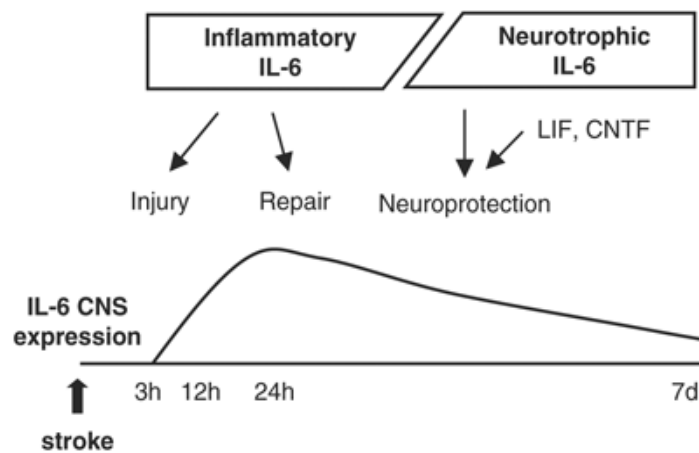 Inflammatory
IL-6
Neurotrophic
IL-6
LIF, CNTF
Injury
Repair
Neuroprotection
IL-6 CNS
expression
3h
12h
24h
7d
stroke